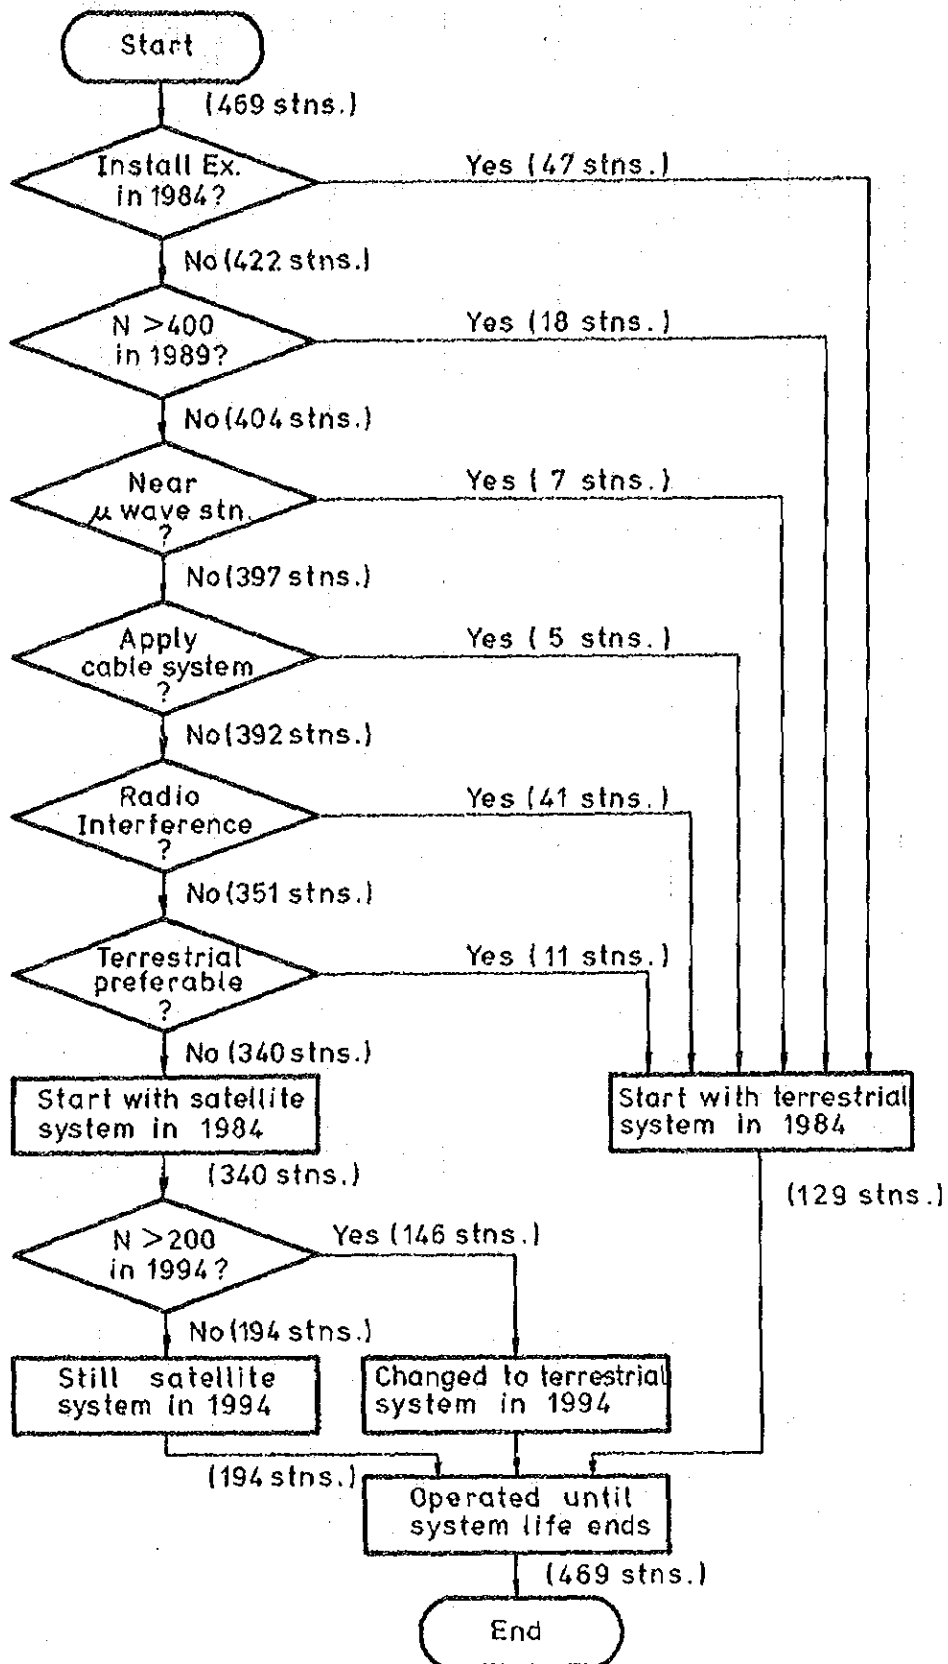 Start
(469 stns.)
Install Ex.
in 1984?
Yes (47 stns.)
No (422 stns.)
N >400
in 1989?
Yes (18 stns.)
No (404 stns.)
Near
μ wave stn.
?
Yes ( 7 stns.)
No (397 stns.)
Apply
cable system
?
Yes ( 5 stns.)
No (392 stns.)
Radio
Interference
?
Yes (41 stns.)
No (351 stns.)
Terrestrial
preferable
?
Yes (11 stns.)
No (340 stns.)
Start with satellite
system in 1984
Start with terrestrial
system in 1984
(340 stns.)
(129 stns.)
N >200
in 1994?
Yes (146 stns.)
No (194 stns.)
Still satellite
system in 1994
Changed to terrestrial
system in 1994
(194 stns.)
Operated until
system life ends
(469 stns.)
End